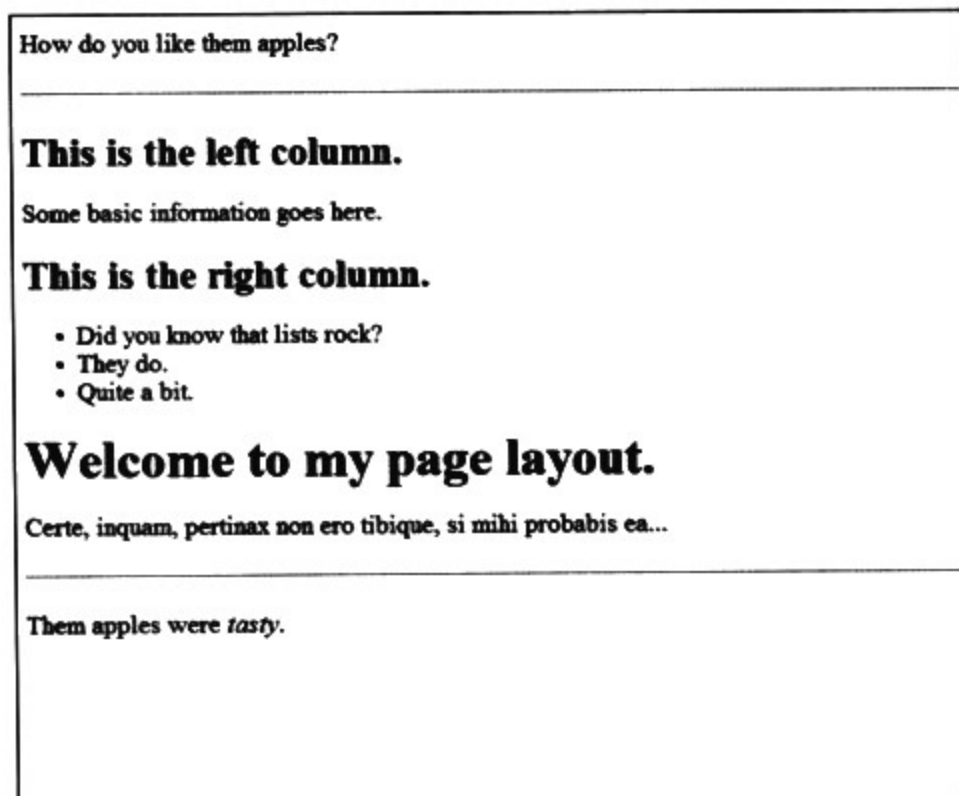 How do you like them apples?
This is the left column.
Some basic information goes here.
This is the right column.
• Did you know that lists rock?
• They do.
• Quite a bit.
Welcome to my page layout.
Certe, inquam, pertinax non ero tibique, si mihi probabis ea...
Them apples were tasty.